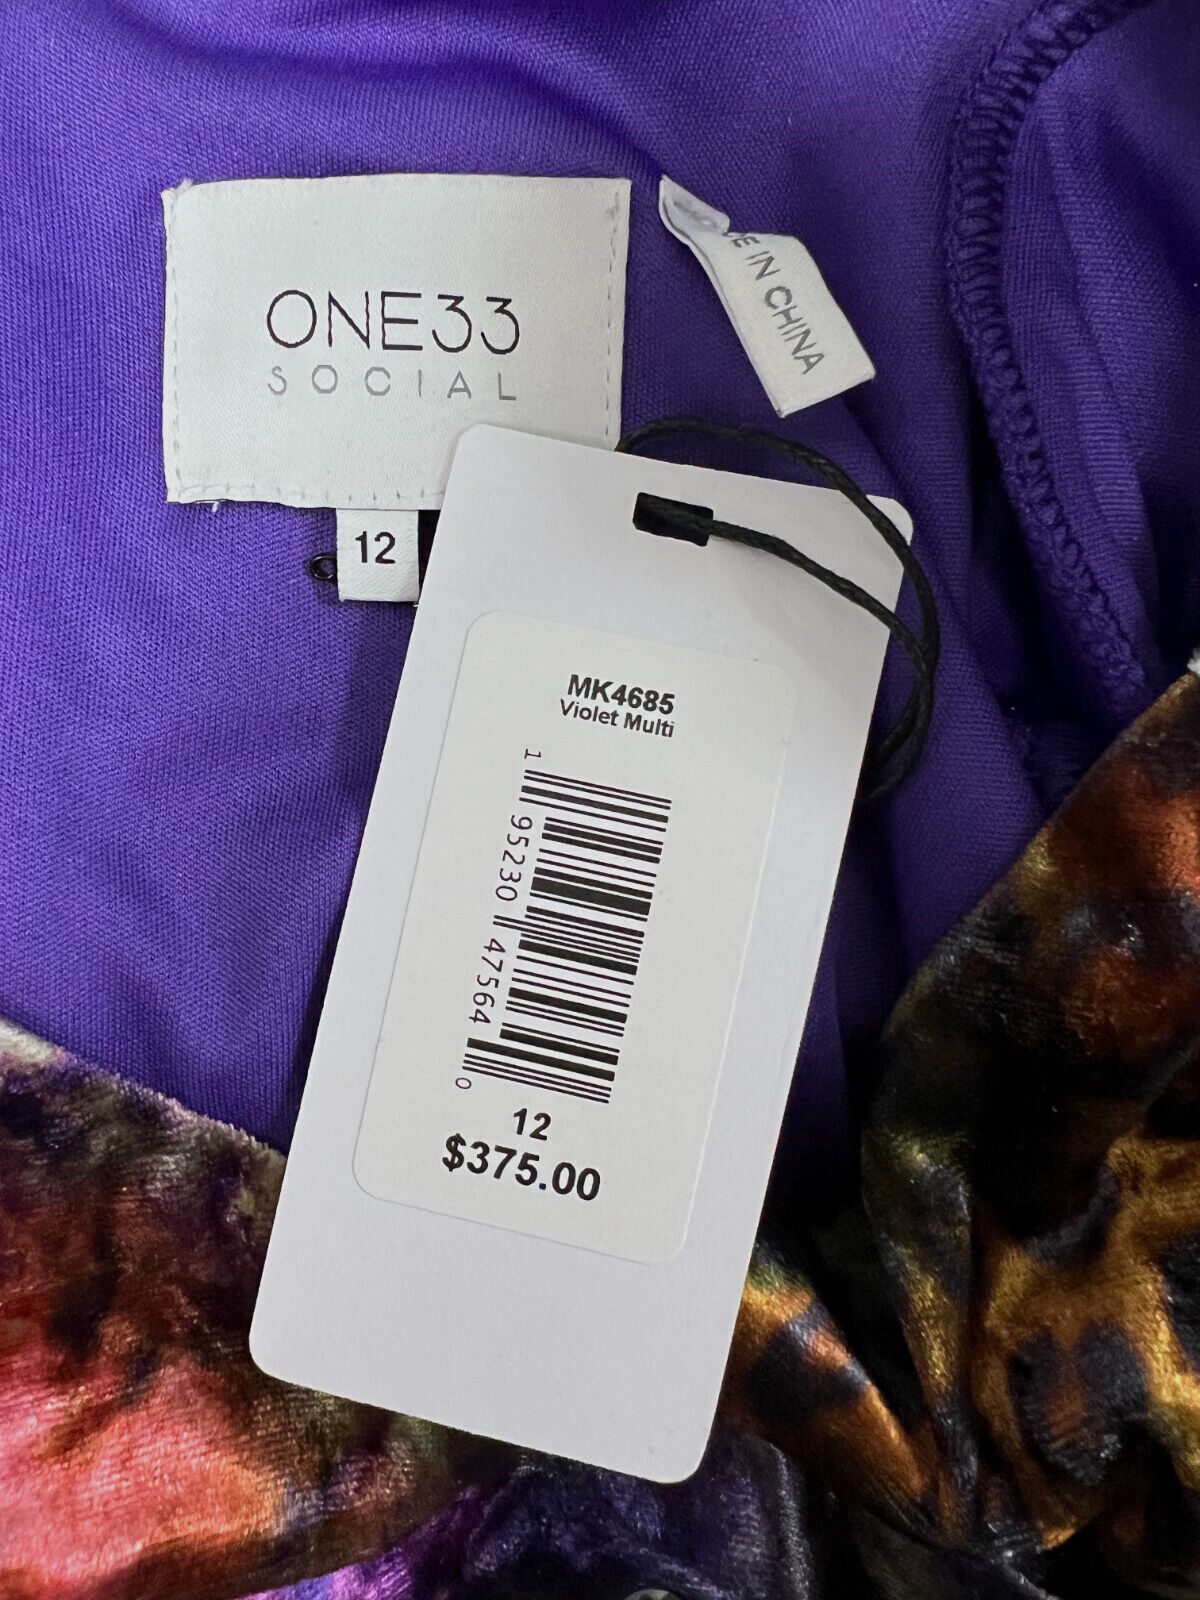 ONE33
SOCIAL
IN CHINA
12
MK4685
Violet Multi
1 95230 47564 0
12
$375.00